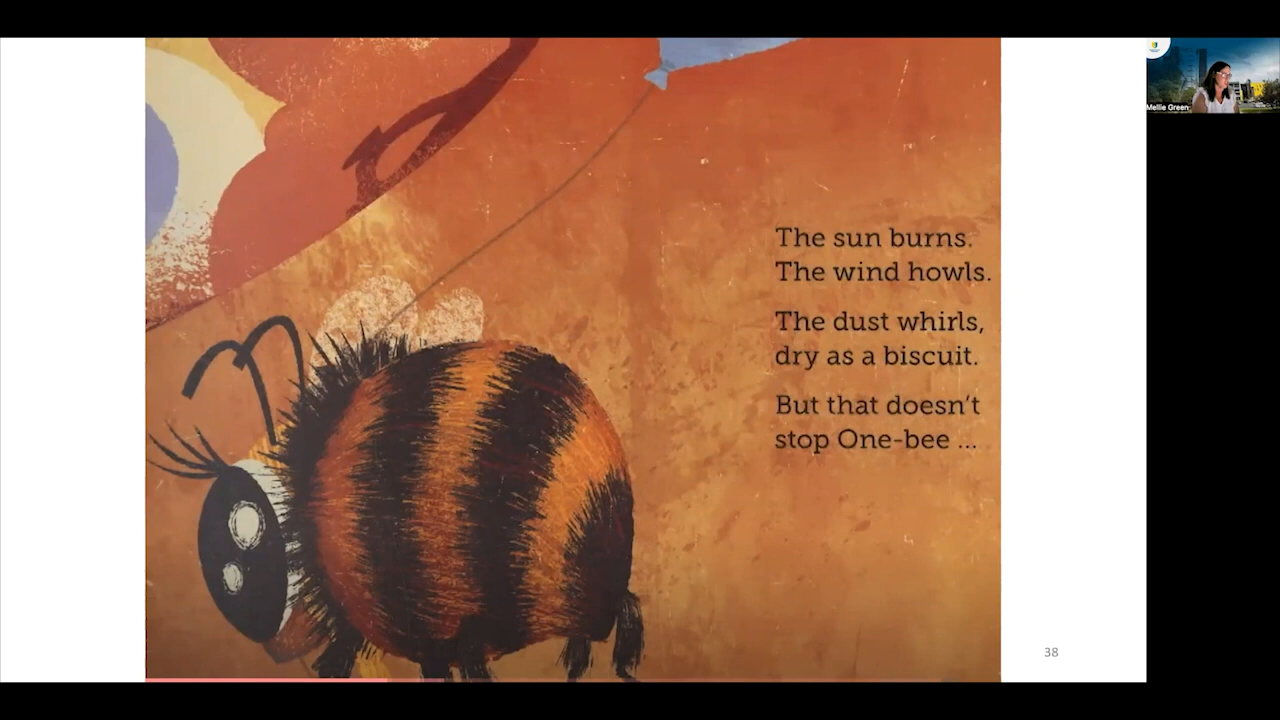 The sun burns.
The wind howls.
The dust whirls,
dry as a biscuit.
But that doesn't
stop One-bee ...
38
Mellie Green